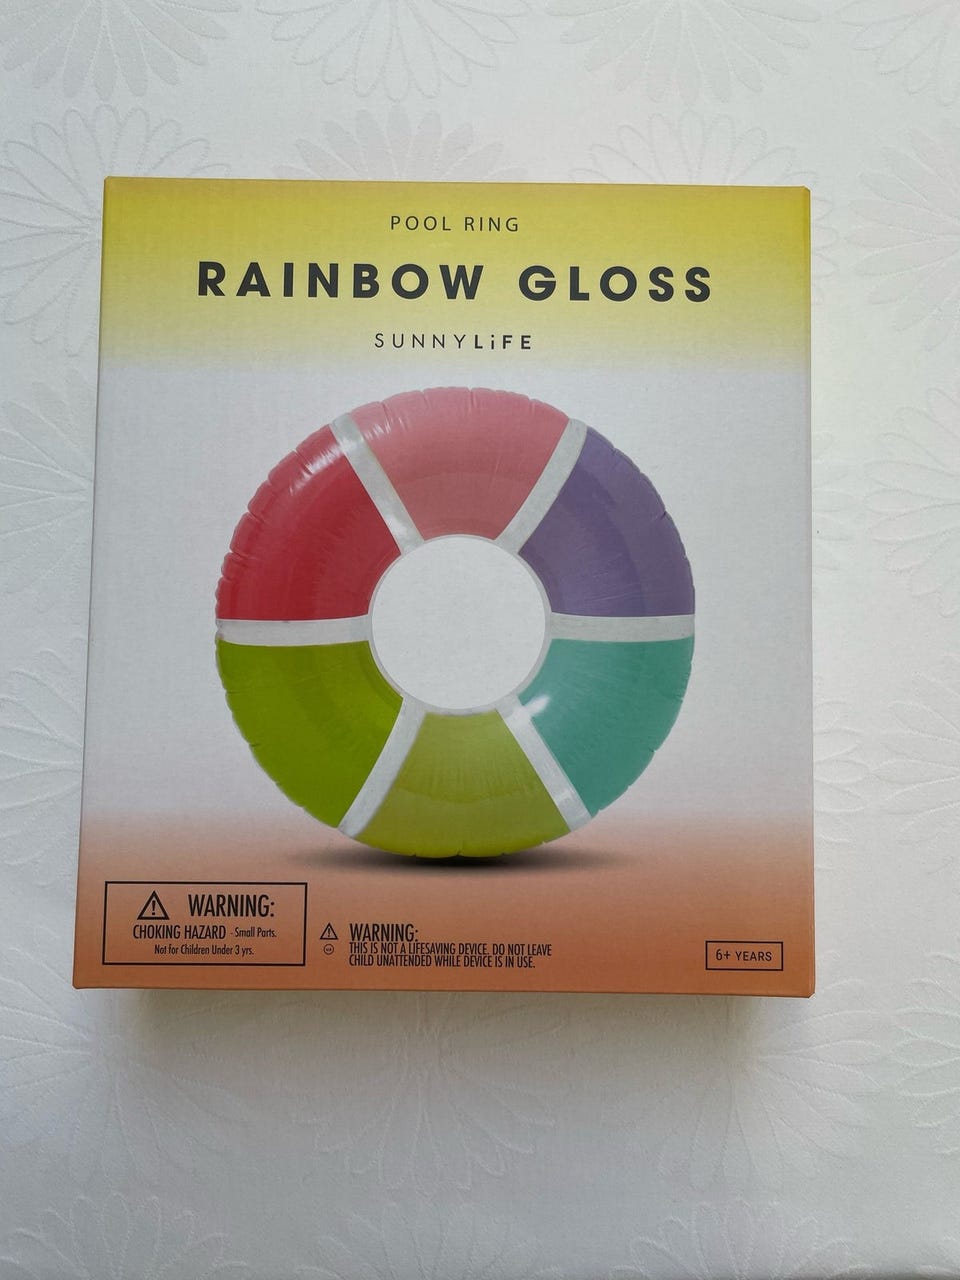 POOL RING
RAINBOW GLOSS
SUNNYLiFE
WARNING:
CHOKING HAZARD - Small Parts.
Not for Children Under 3 yrs.
WARNING:
THIS IS NOT A LIFESAVING DEVICE. DO NOT LEAVE
CHILD UNATTENDED WHILE DEVICE IS IN USE.
6+ YEARS